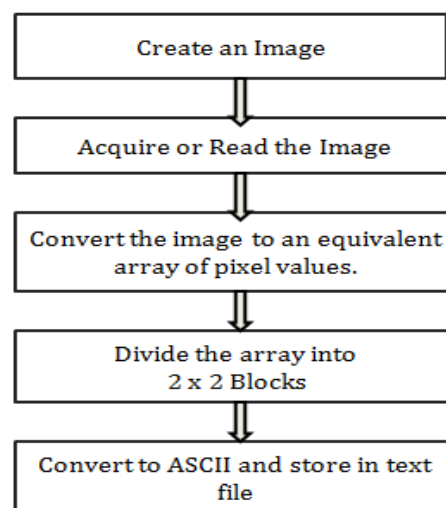 Create an Image
Acquire or Read the Image
Convert the image to an equivalent
array of pixel values.
Divide the array into
2 x 2 Blocks
Convert to ASCII and store in text
file